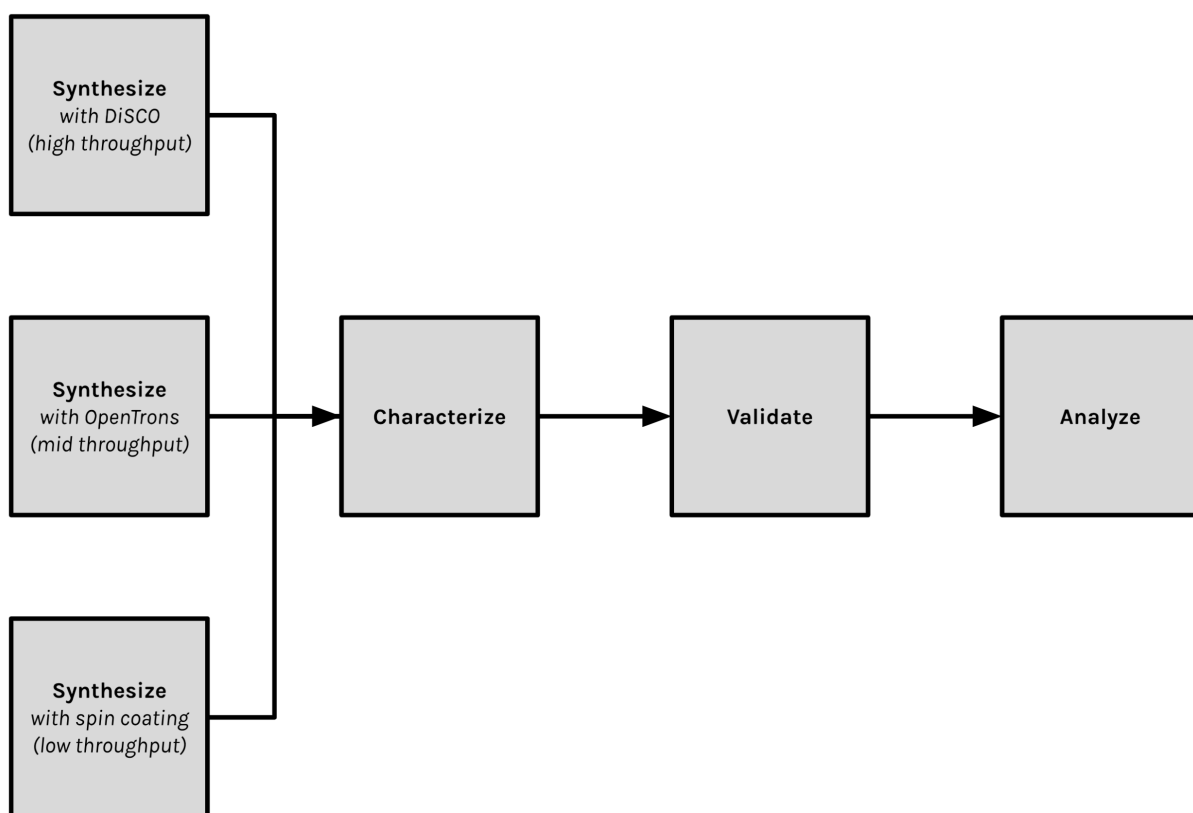 Synthesize
with DiSCO
(high throughput)
Synthesize
with OpenTrons
(mid throughput)
Characterize
Validate
Analyze
Synthesize
with spin coating
(low throughput)